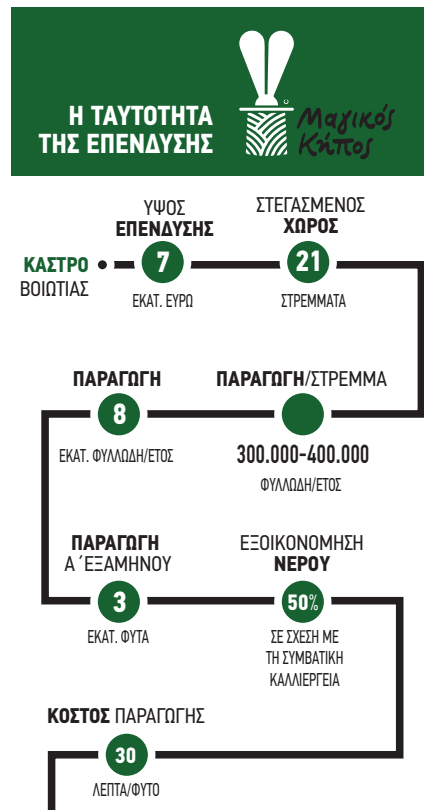 Η ΤΑΥΤΟΤΗΤΑ
ΤΗΣ ΕΠΕΝΔΥΣΗΣ
Μαγικός
Κήπος
ΥΨΟΣ
ΕΠΕΝΔΥΣΗΣ
ΣΤΕΓΑΣΜΕΝΟΣ
ΧΩΡΟΣ
ΚΑΣΤΡΟ
ΒΟΙΩΤΙΑΣ
7
21
ΕΚΑΤ. ΕΥΡΩ
ΣΤΡΕΜΜΑΤΑ
ΠΑΡΑΓΩΓΗ
ΠΑΡΑΓΩΓΗ/ΣΤΡΕΜΜΑ
8
ΕΚΑΤ. ΦΥΛΛΩΔΗ/ΕΤΟΣ
300.000-400.000
ΦΥΛΛΩΔΗ/ΕΤΟΣ
ΠΑΡΑΓΩΓΗ
Α΄ΕΞΑΜΗΝΟΥ
ΕΞΟΙΚΟΝΟΜΗΣΗ
ΝΕΡΟΥ
3
50%
ΕΚΑΤ. ΦΥΤΑ
ΣΕ ΣΧΕΣΗ ΜΕ
ΤΗ ΣΥΜΒΑΤΙΚΗ
ΚΑΛΛΙΕΡΓΕΙΑ
ΚΟΣΤΟΣ ΠΑΡΑΓΩΓΗΣ
30
ΛΕΠΤΑ/ΦΥΤΟ